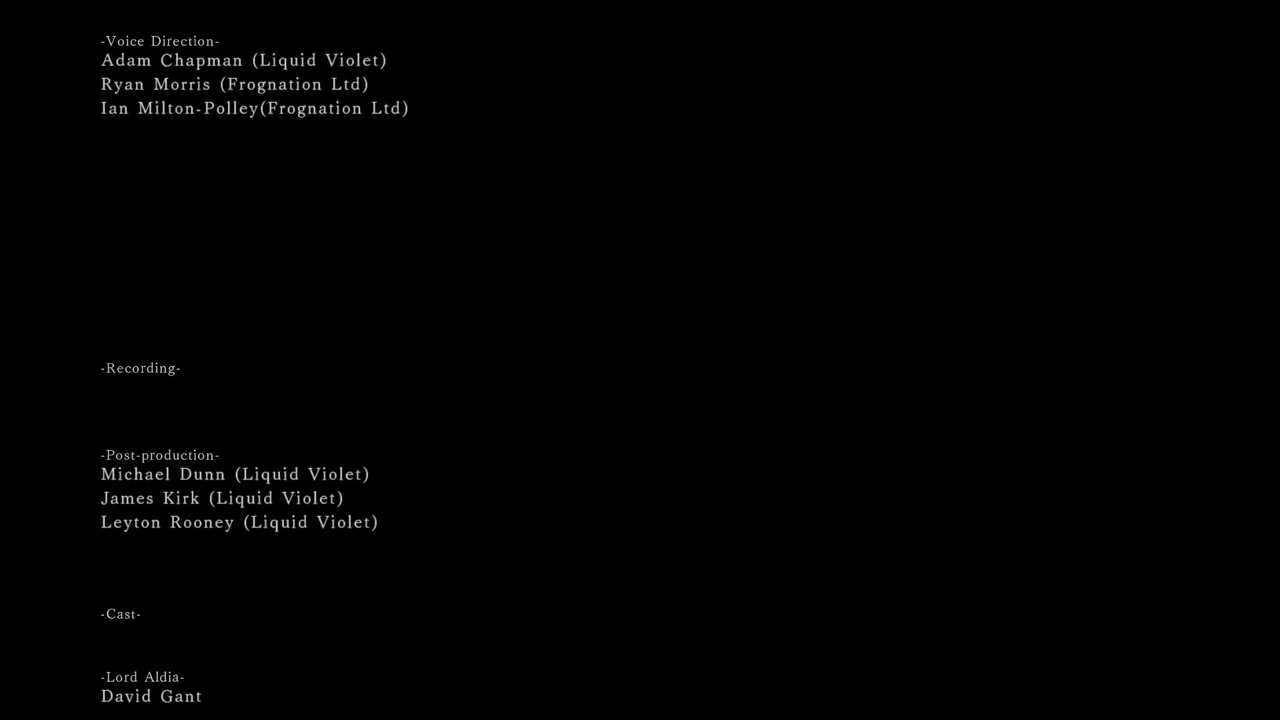 -Voice Direction-
Adam Chapman (Liquid Violet)
Ryan Morris (Frognation Ltd)
Ian Milton-Polley(Frognation Ltd)
-Recording-
-Post-production-
Michael Dunn (Liquid Violet)
James Kirk (Liquid Violet)
Leyton Rooney (Liquid Violet)
-Cast-
-Lord Aldia-
David Gant